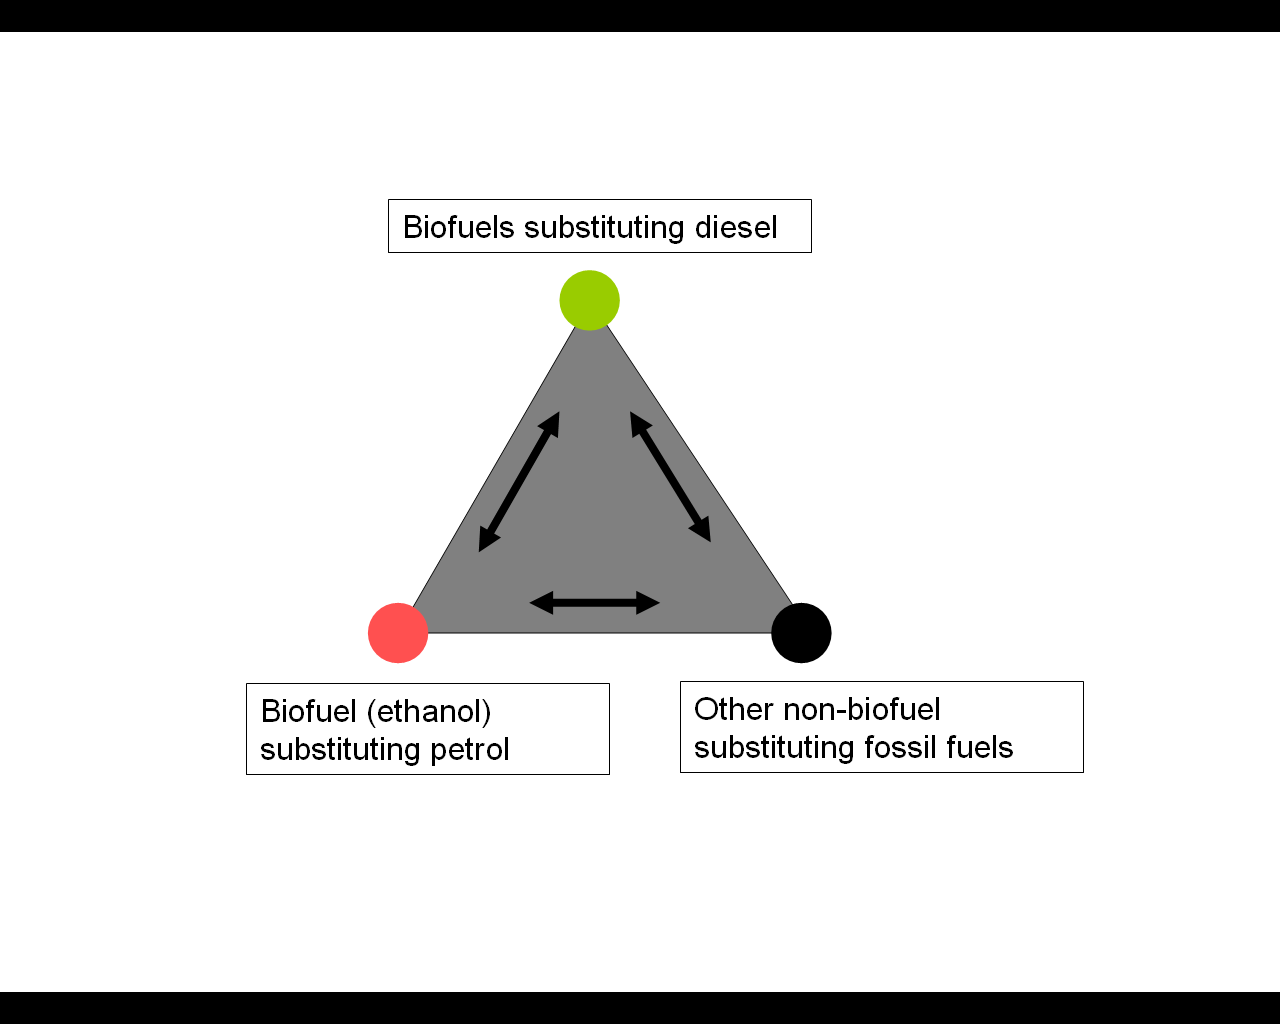 Biofuels substituting diesel
Biofuel (ethanol)
substituting petrol
Other non-biofuel
substituting fossil fuels